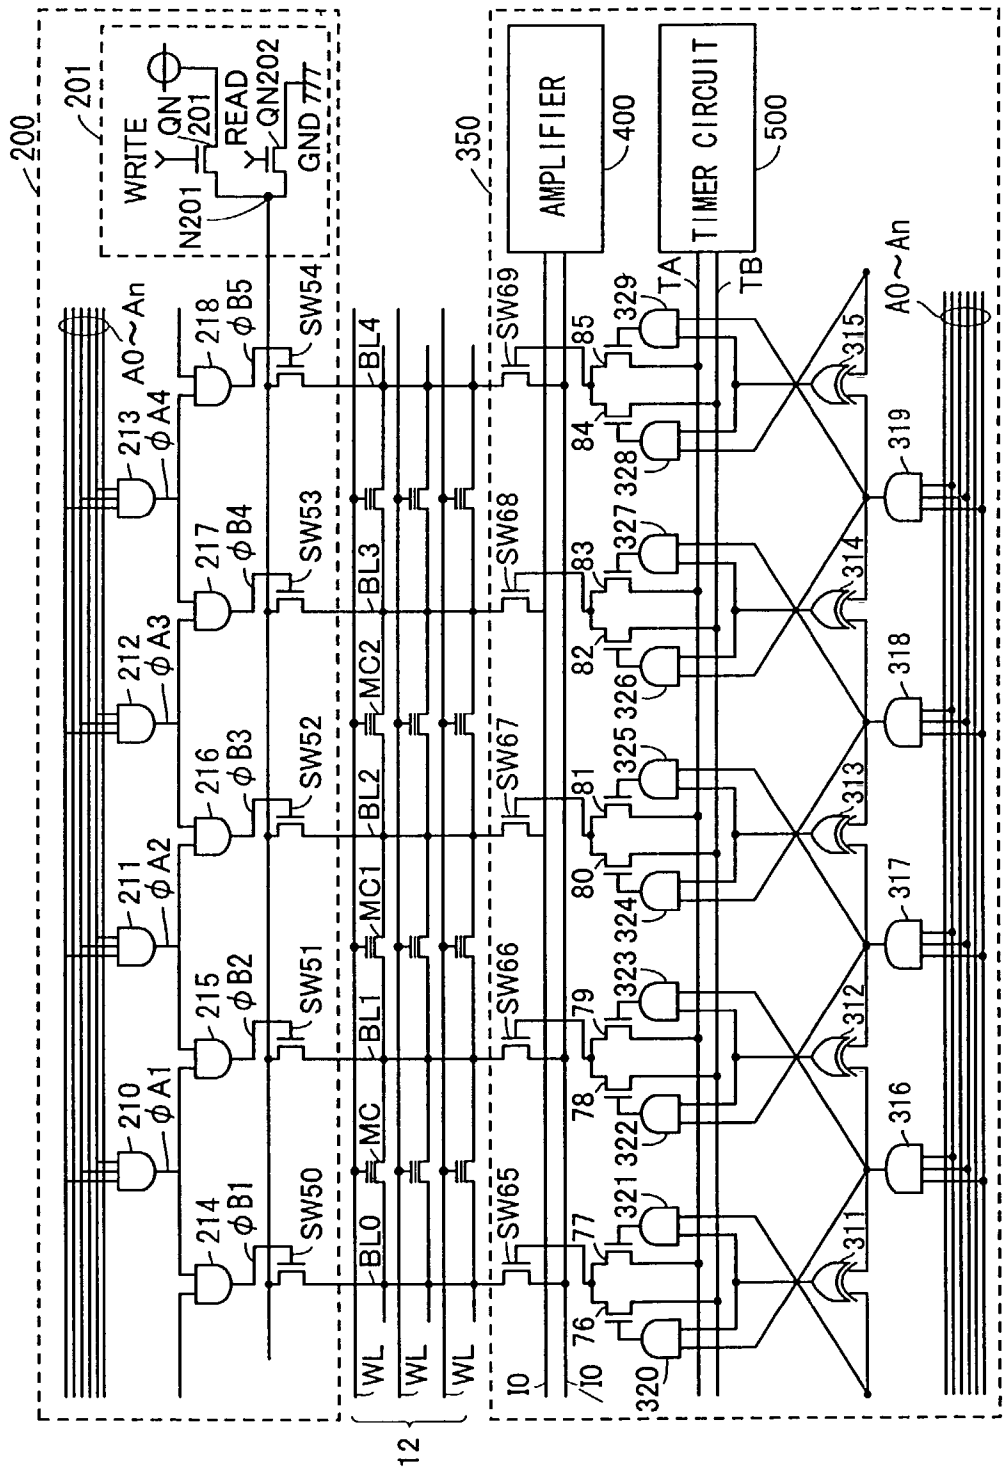 200
201
WRITE
QN
201
READ
QN202
GND
N201
A0~An
213
φA4
218
φB5
SW54
212
φA3
217
φB4
SW53
211
φA2
216
φB3
SW52
210
φA1
215
φB2
SW51
214
φB1
SW50
BL4
BL3
MC2
BL2
MC1
BL1
MC
BL0
WL
WL
WL
12
350
AMPLIFIER
400
TIMER CIRCUIT
500
SW69
SW68
SW67
SW66
SW65
IO
/IO
TA
TB
85
84
329
328
83
82
327
326
81
80
325
324
79
78
323
322
77
76
321
320
315
314
313
312
311
319
318
317
316
A0~An